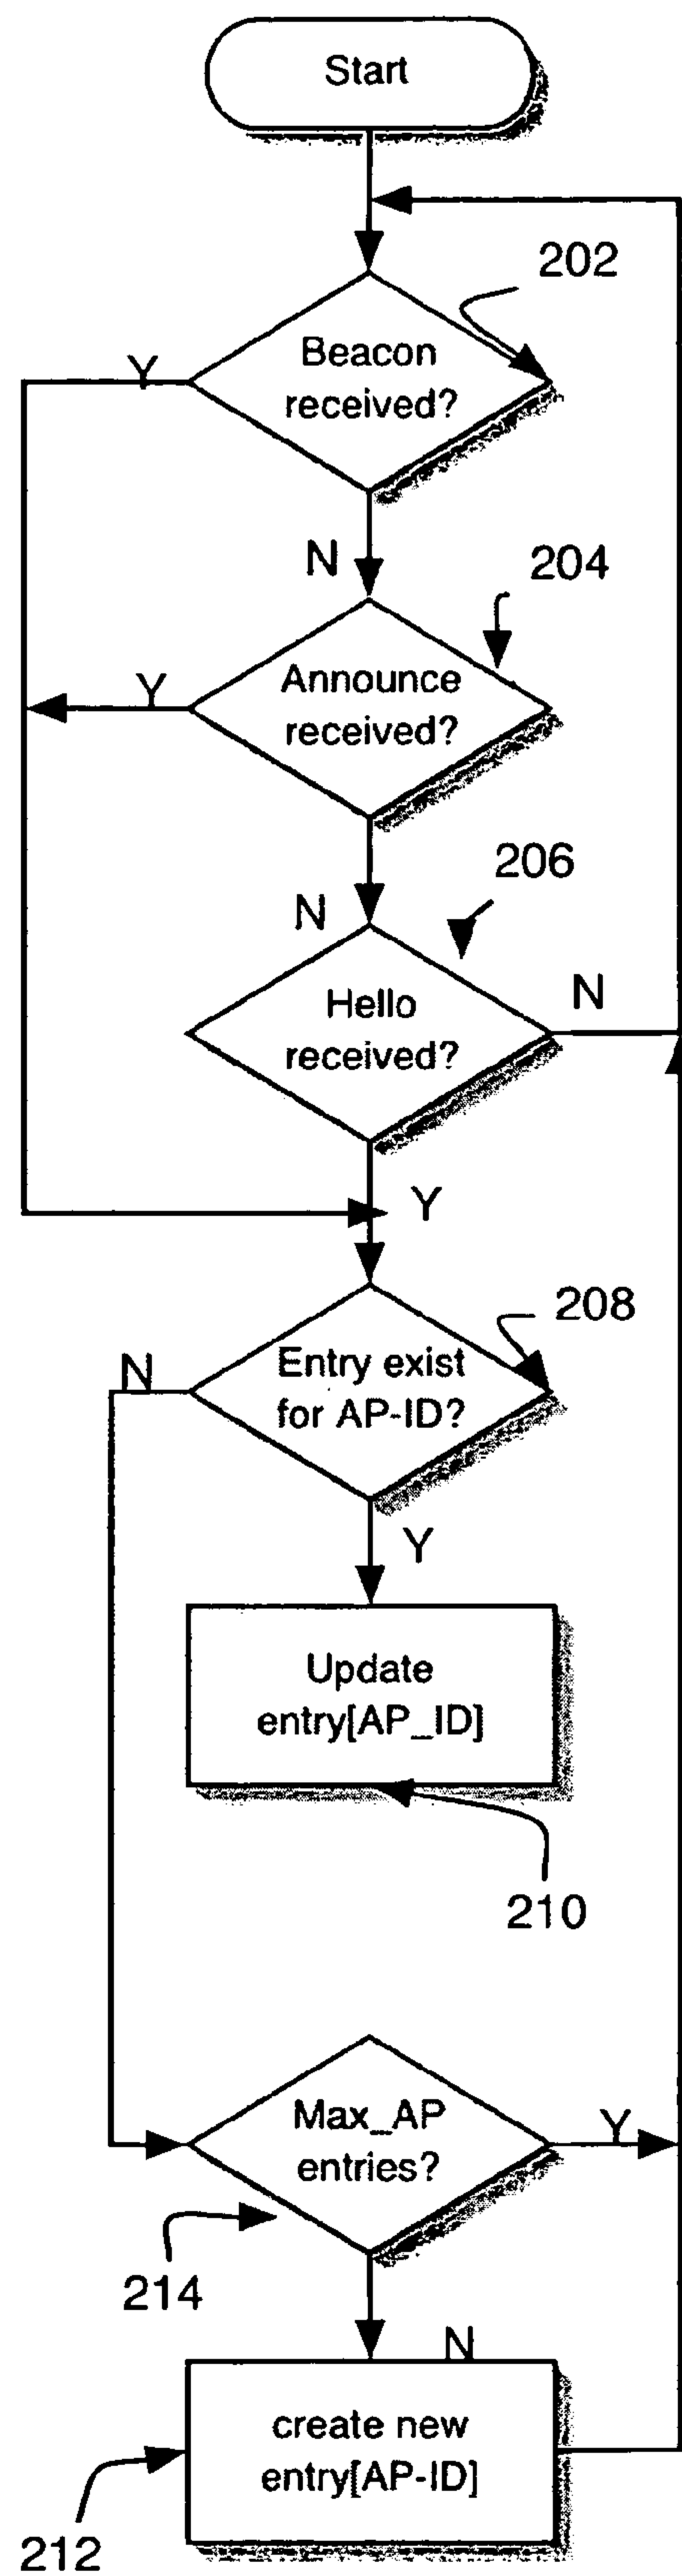 Start
202
Y
Beacon
received?
N
204
Y
Announce
received?
206
N
Hello
received?
N
Y
208
N
Entry exist
for AP-ID?
Y
Update
entry[AP_ID]
210
Max_AP
entries?
Y
214
N
create new
entry[AP-ID]
212